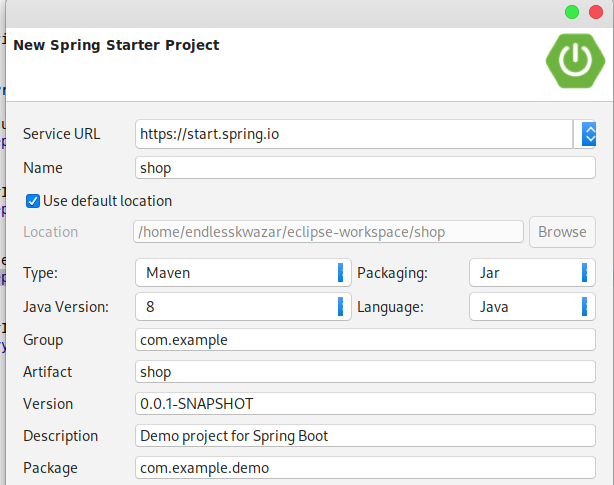 New Spring Starter Project
Service URL https://start.spring.io
Name shop
Use default location
Location /home/endlesskwazar/eclipse-workspace/shop Browse
Type: Maven Packaging: Jar
Java Version: 8 Language: Java
Group com.example
Artifact shop
Version 0.0.1-SNAPSHOT
Description Demo project for Spring Boot
Package com.example.demo